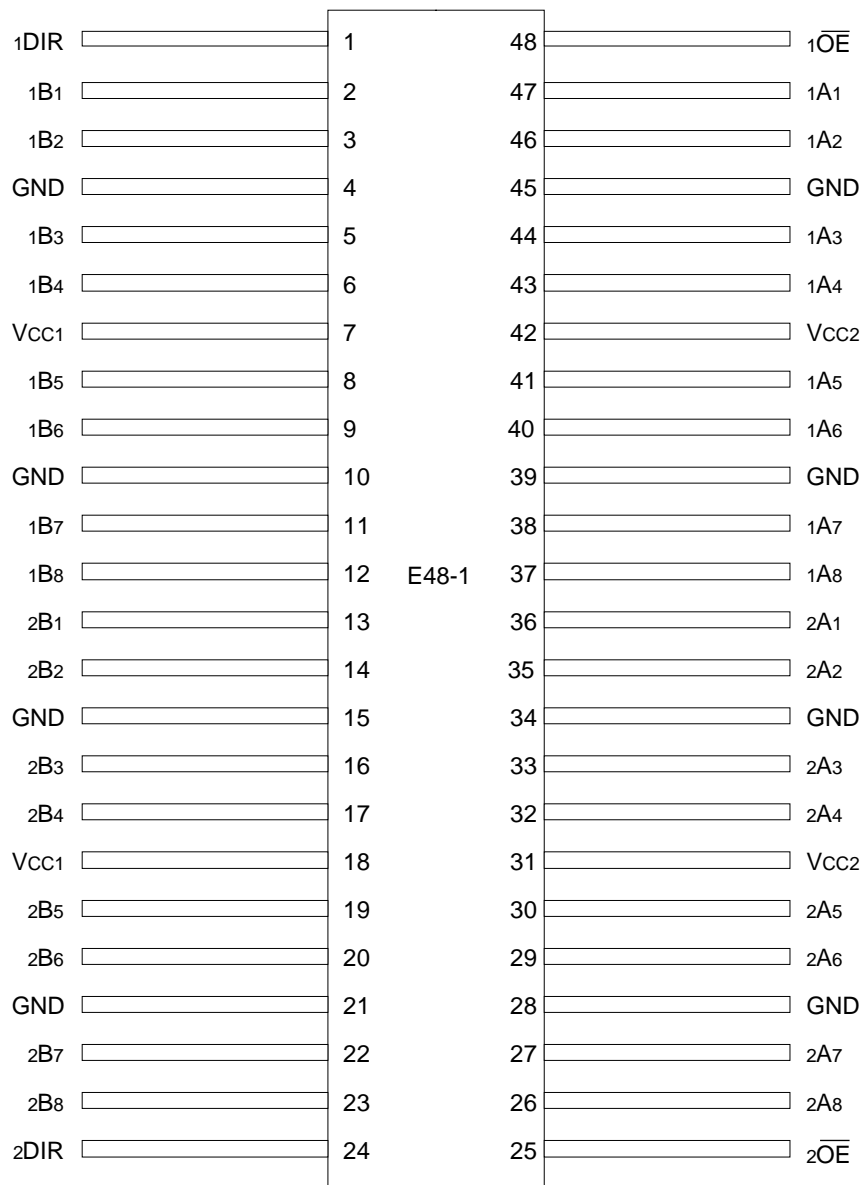 1DIR 1 48 1O̅E̅
1B1 2 47 1A1
1B2 3 46 1A2
GND 4 45 GND
1B3 5 44 1A3
1B4 6 43 1A4
VCC1 7 42 VCC2
1B5 8 41 1A5
1B6 9 40 1A6
GND 10 39 GND
1B7 11 38 1A7
1B8 12 E48-1 37 1A8
2B1 13 36 2A1
2B2 14 35 2A2
GND 15 34 GND
2B3 16 33 2A3
2B4 17 32 2A4
VCC1 18 31 VCC2
2B5 19 30 2A5
2B6 20 29 2A6
GND 21 28 GND
2B7 22 27 2A7
2B8 23 26 2A8
2DIR 24 25 2O̅E̅